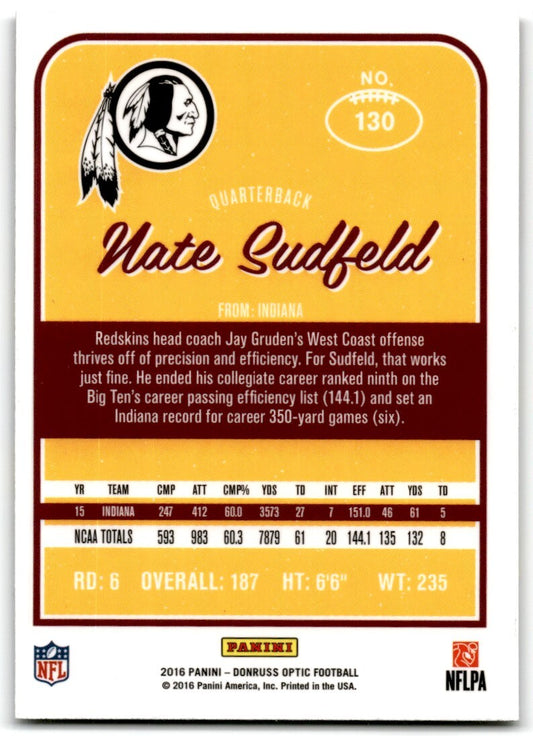 NO.
130
QUARTERBACK
Nate Sudfeld
FROM: INDIANA
Redskins head coach Jay Gruden's West Coast offense
thrives off of precision and efficiency. For Sudfeld, that works
just fine. He ended his collegiate career ranked ninth on the
Big Ten's career passing efficiency list (144.1) and set an
Indiana record for career 350-yard games (six).
YR TEAM CMP ATT CMP% YDS TD INT EFF ATT YDS TD
15 INDIANA 247 412 60.0 3573 27 7 151.0 46 61 5
NCAA TOTALS 593 983 60.3 7879 61 20 144.1 135 132 8
RD: 6 OVERALL: 187 HT: 6'6" WT: 235
PANINI
NFL
2016 PANINI – DONRUSS OPTIC FOOTBALL
© 2016 Panini America, Inc. Printed in the USA.
NFLPA